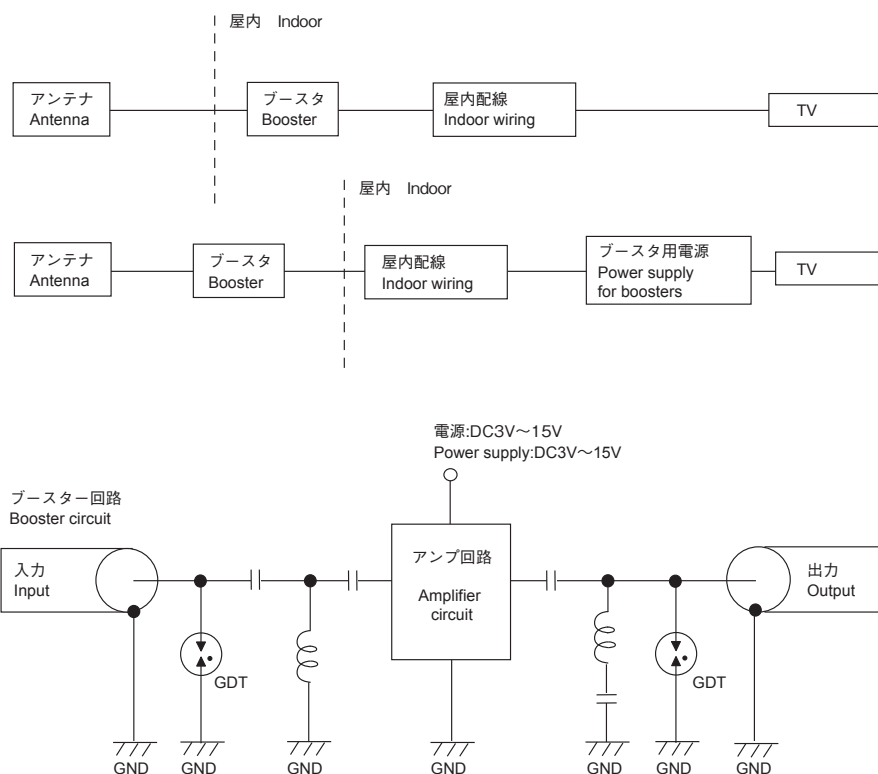 屋内 Indoor
アンテナ
Antenna
ブースタ
Booster
屋内配線
Indoor wiring
TV
屋内 Indoor
アンテナ
Antenna
ブースタ
Booster
屋内配線
Indoor wiring
ブースタ用電源
Power supply
for boosters
TV
電源:DC3V～15V
Power supply:DC3V～15V
ブースター回路
Booster circuit
入力
Input
アンプ回路
Amplifier
circuit
出力
Output
GDT
GDT
GND
GND
GND
GND
GND
GND
GND